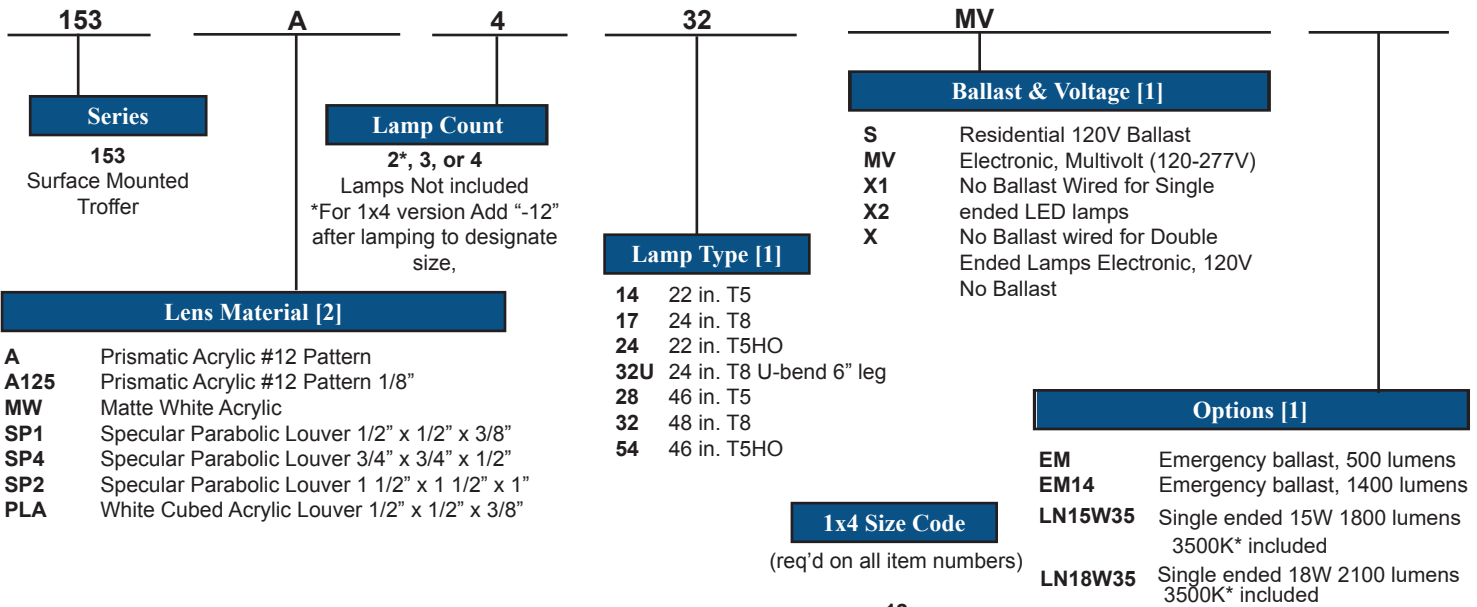 153 A 4 32 MV
Series
153
Surface Mounted
Troffer
Lamp Count
2*, 3, or 4
Lamps Not included
*For 1x4 version Add “-12”
after lamping to designate
size,
Lens Material [2]
A Prismatic Acrylic #12 Pattern
A125 Prismatic Acrylic #12 Pattern 1/8”
MW Matte White Acrylic
SP1 Specular Parabolic Louver 1/2” x 1/2” x 3/8”
SP4 Specular Parabolic Louver 3/4” x 3/4” x 1/2”
SP2 Specular Parabolic Louver 1 1/2” x 1 1/2” x 1”
PLA White Cubed Acrylic Louver 1/2” x 1/2” x 3/8”
Lamp Type [1]
14 22 in. T5
17 24 in. T8
24 22 in. T5HO
32U 24 in. T8 U-bend 6” leg
28 46 in. T5
32 48 in. T8
54 46 in. T5HO
Ballast & Voltage [1]
S Residential 120V Ballast
MV Electronic, Multivolt (120-277V)
X1 No Ballast Wired for Single
X2 ended LED lamps
X No Ballast wired for Double
Ended Lamps Electronic, 120V
No Ballast
1x4 Size Code
(req’d on all item numbers)
Options [1]
EM Emergency ballast, 500 lumens
EM14 Emergency ballast, 1400 lumens
LN15W35 Single ended 15W 1800 lumens
3500K* included
LN18W35 Single ended 18W 2100 lumens
3500K* included